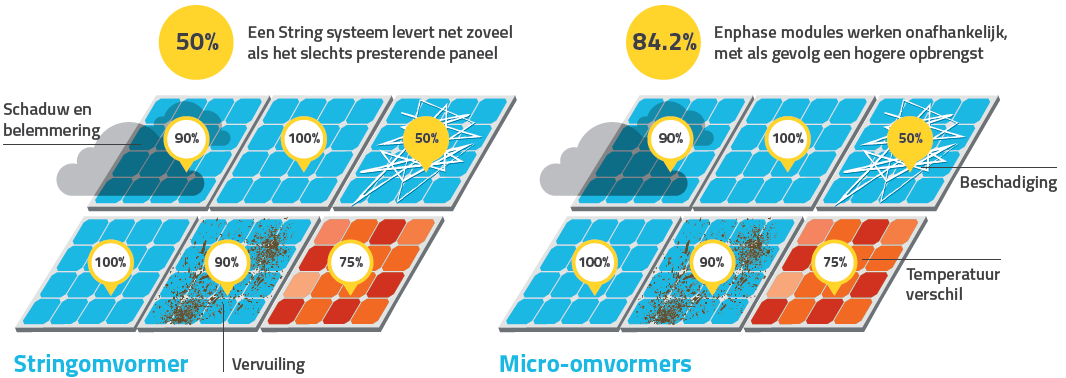 50%
Een String systeem levert net zoveel
als het slechts presterende paneel
84.2%
Enphase modules werken onafhankelijk,
met als gevolg een hogere opbrengst
Schaduw en
belemmering
90%
100%
50%
100%
90%
75%
Stringomvormer
Vervuiling
90%
100%
50%
Beschadiging
100%
90%
75%
Temperatuur
verschil
Micro-omvormers